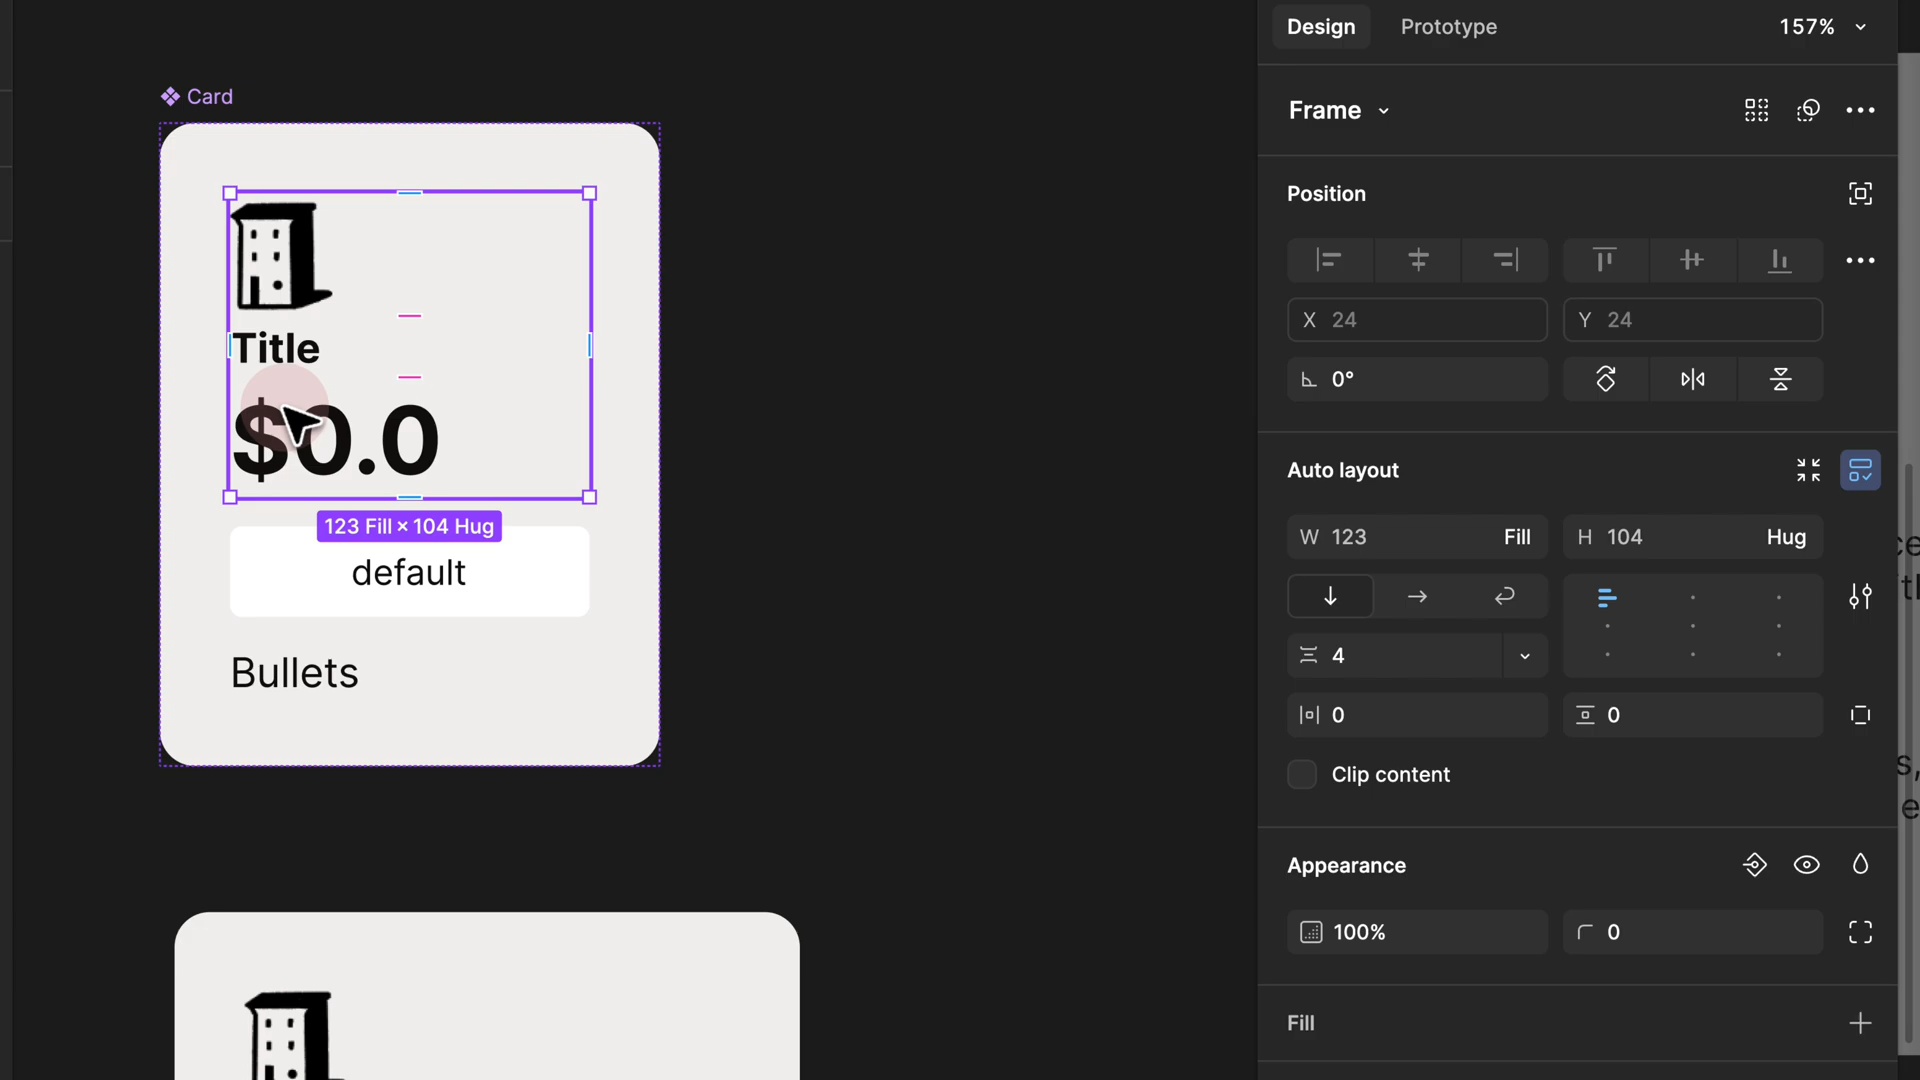 Design
Prototype
157%
Card
Frame
Position
X 24
Y 24
0°
Title
$0.0
Auto layout
123 Fill × 104 Hug
W 123 Fill
H 104 Hug
default
4
Bullets
0
0
Clip content
Appearance
100%
0
Fill